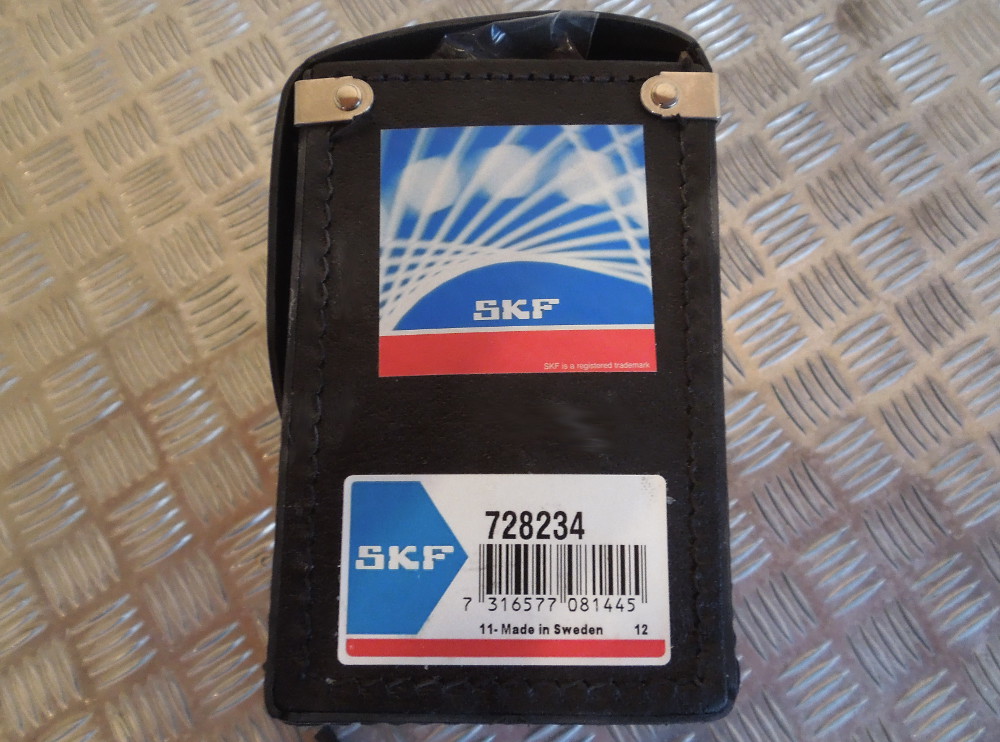 SKF
SKF is a registered trademark
728234
SKF
7 316577 081445
11- Made in Sweden 12